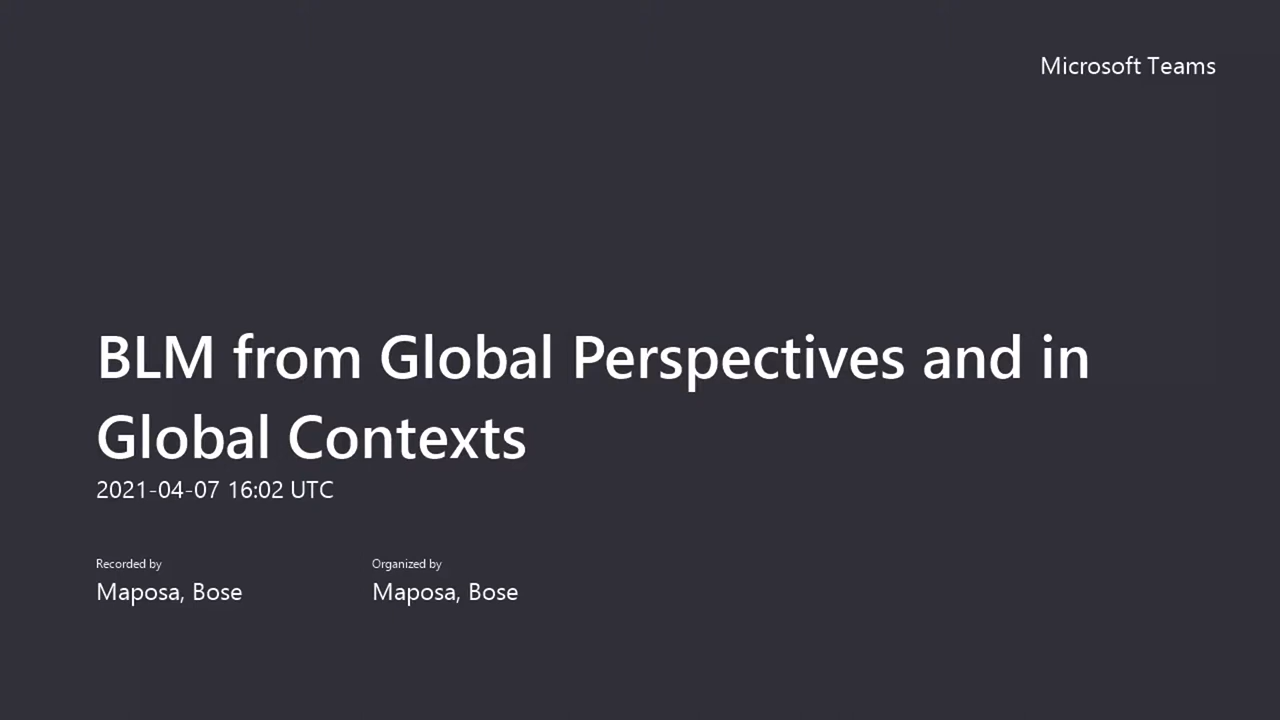 Microsoft Teams
BLM from Global Perspectives and in
Global Contexts
2021-04-07 16:02 UTC
Recorded by
Maposa, Bose
Organized by
Maposa, Bose